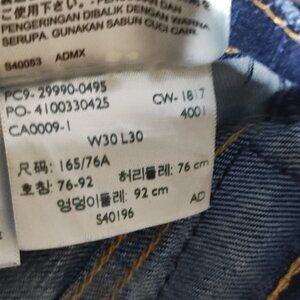 PENGERINGAN DIBALIK DENGAN WARNA
SERUPA. GUNAKAN SABUN CUCI CAIR.
S40053 ADMX
PC9-29990-0495
PO-4100330425 CW-1817
CA0009-1 4001
W30 L30
尺码: 165/76A
호칭: 76-92 허리둘레: 76 cm
엉덩이둘레: 92 cm
S40196 AD